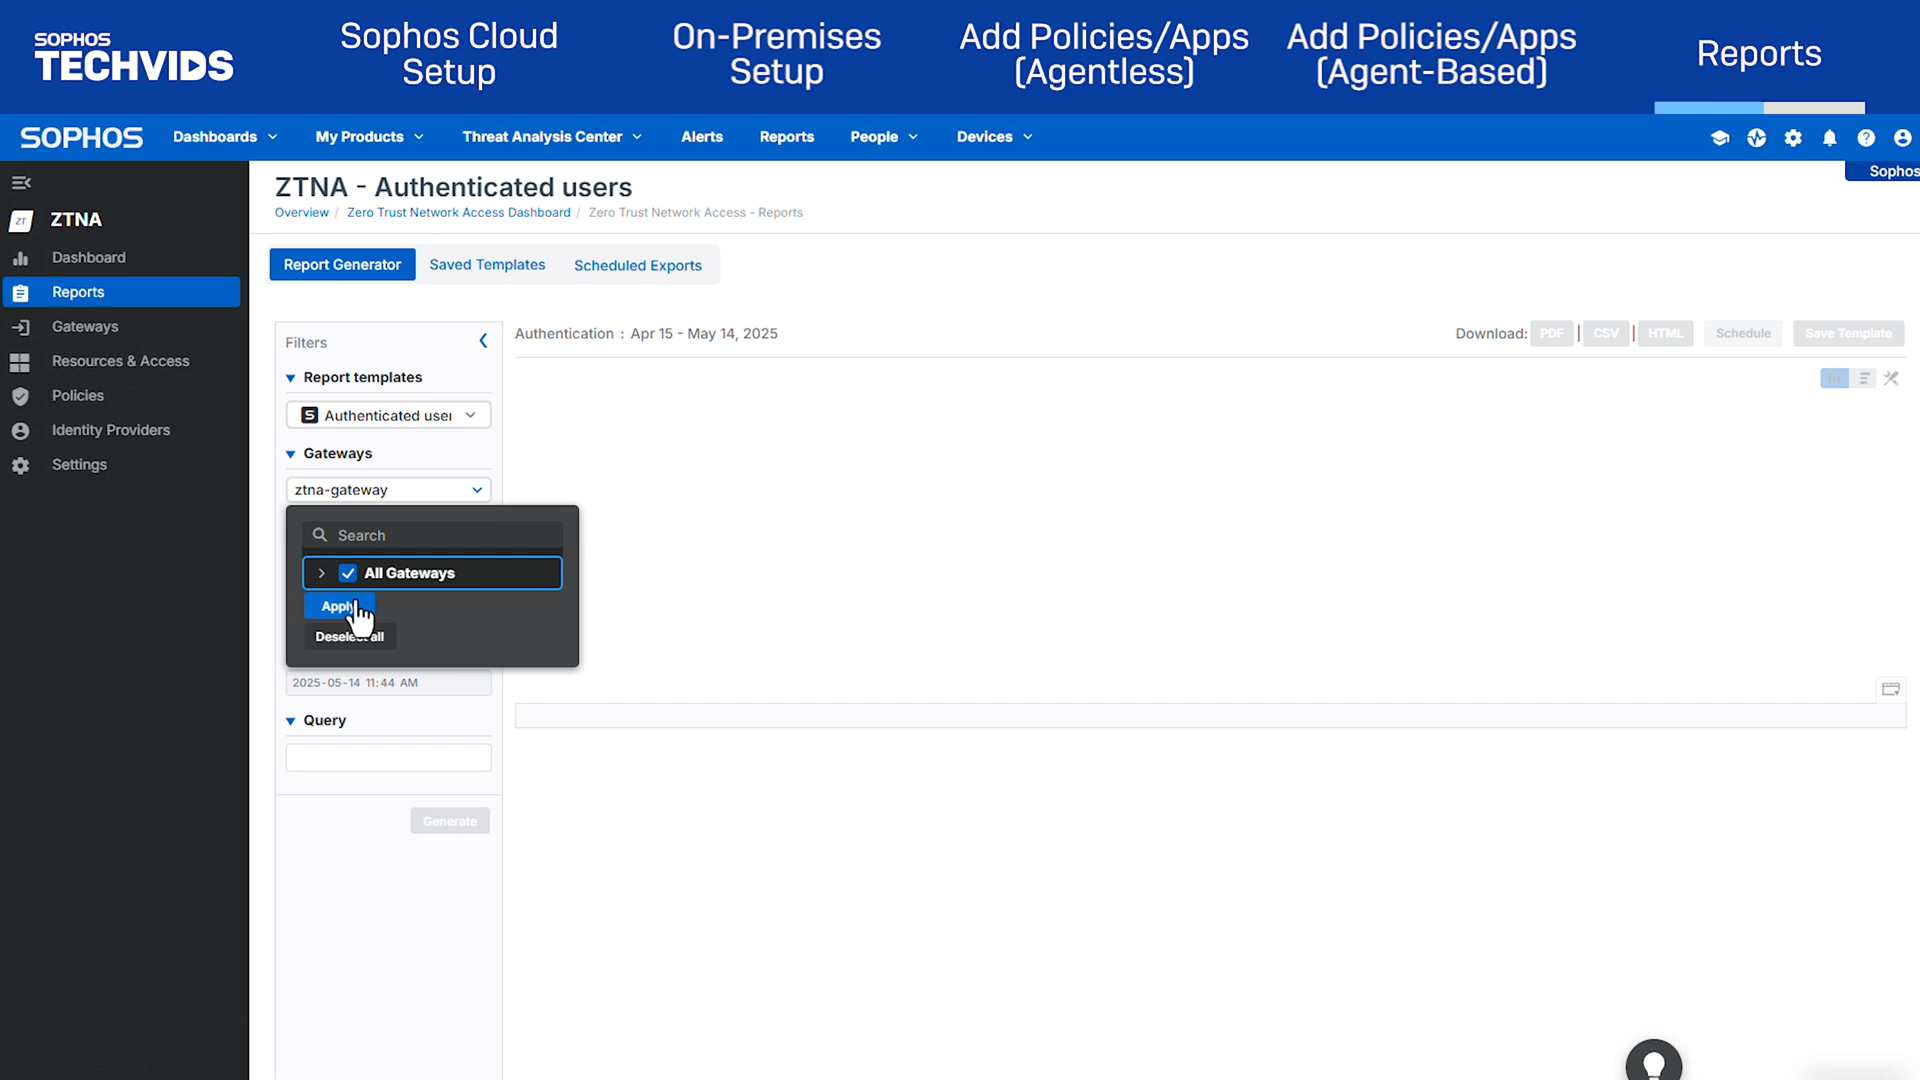 SOPHOS
TECHVIDS
Sophos Cloud
Setup
On-Premises
Setup
Add Policies/Apps
(Agentless)
Add Policies/Apps
(Agent-Based)
Reports
SOPHOS
Dashboards
My Products
Threat Analysis Center
Alerts
Reports
People
Devices
Sophos
ZT
ZTNA
Dashboard
Reports
Gateways
Resources & Access
Policies
Identity Providers
Settings
ZTNA - Authenticated users
Overview / Zero Trust Network Access Dashboard / Zero Trust Network Access - Reports
Report Generator
Saved Templates
Scheduled Exports
Filters
Report templates
S Authenticated user
Gateways
ztna-gateway
Search
All Gateways
Apply
Deselect all
2025-05-14 11:44 AM
Query
Generate
Authentication : Apr 15 - May 14, 2025
Download: PDF | CSV | HTML
Schedule
Save Template